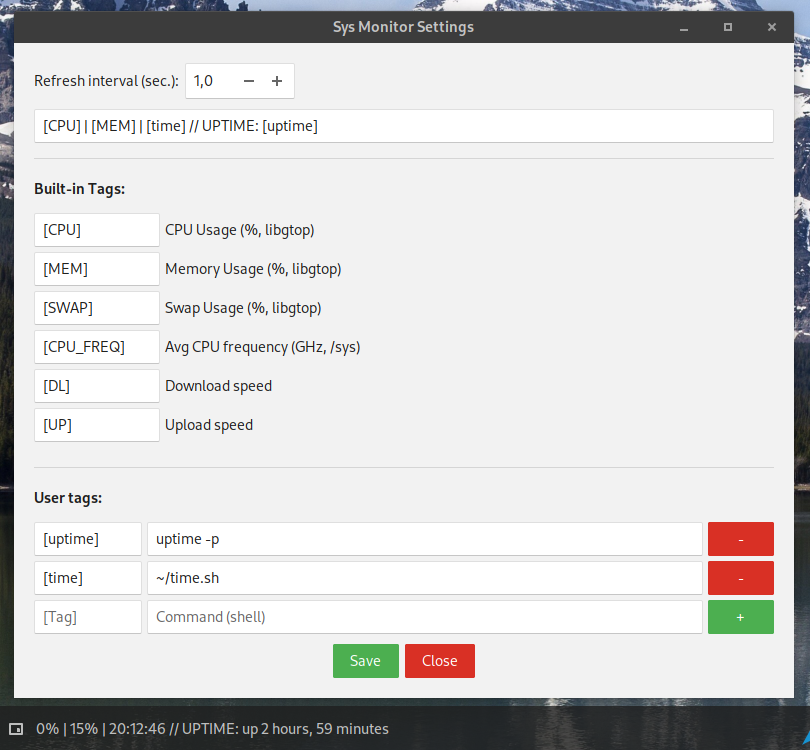 Sys Monitor Settings
Refresh interval (sec.): 1,0 − +
[CPU] | [MEM] | [time] // UPTIME: [uptime]
Built-in Tags:
[CPU] CPU Usage (%, libgtop)
[MEM] Memory Usage (%, libgtop)
[SWAP] Swap Usage (%, libgtop)
[CPU_FREQ] Avg CPU frequency (GHz, /sys)
[DL] Download speed
[UP] Upload speed
User tags:
[uptime] uptime -p -
[time] ~/time.sh -
[Tag] Command (shell) +
Save Close
0% | 15% | 20:12:46 // UPTIME: up 2 hours, 59 minutes